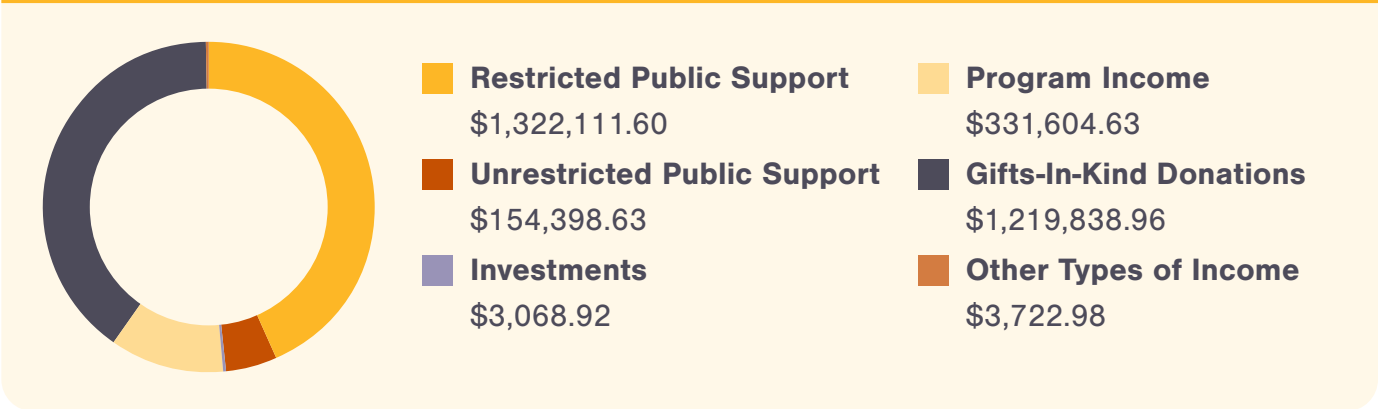 Restricted Public Support
$1,322,111.60
Unrestricted Public Support
$154,398.63
Investments
$3,068.92
Program Income
$331,604.63
Gifts-In-Kind Donations
$1,219,838.96
Other Types of Income
$3,722.98